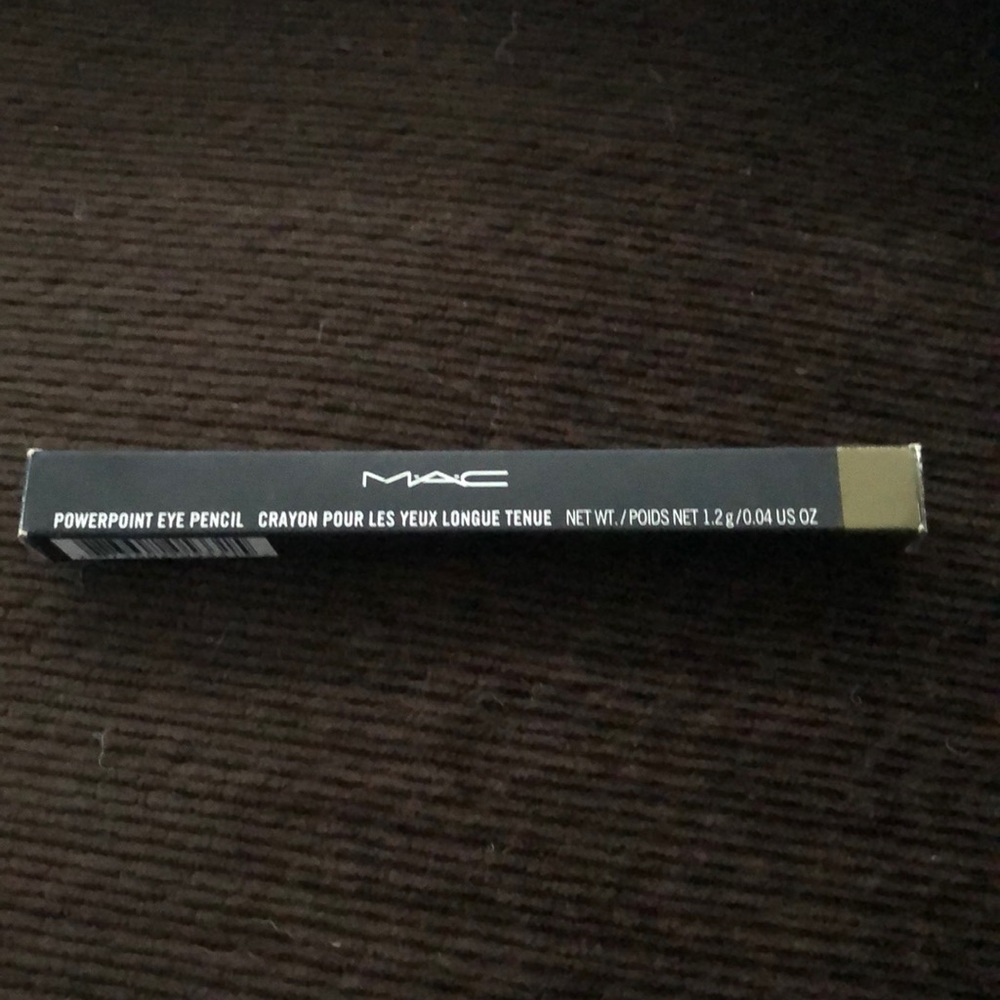 MAC
POWERPOINT EYE PENCIL CRAYON POUR LES YEUX LONGUE TENUE NET WT./POIDS NET 1.2g/0.04 US OZ